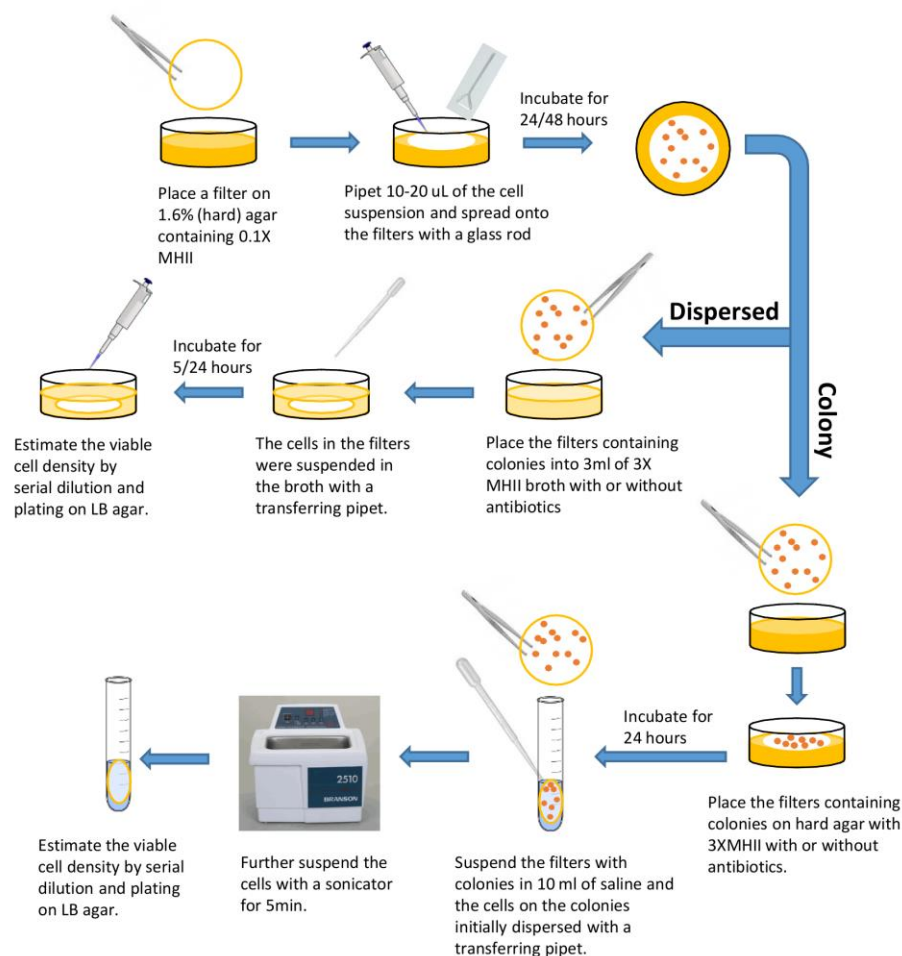 Place a filter on
1.6% (hard) agar
containing 0.1X
MHII
Pipet 10-20 uL of the cell
suspension and spread onto
the filters with a glass rod
Incubate for
24/48 hours
Dispersed
Colony
Place the filters containing
colonies into 3ml of 3X
MHII broth with or without
antibiotics
The cells in the filters
were suspended in
the broth with a
transferring pipet.
Incubate for
5/24 hours
Estimate the viable
cell density by
serial dilution and
plating on LB agar.
Place the filters containing
colonies on hard agar with
3XMHII with or without
antibiotics.
Incubate for
24 hours
Suspend the filters with
colonies in 10 ml of saline and
the cells on the colonies
initially dispersed with a
transferring pipet.
2510
BRANSON
Further suspend the
cells with a sonicator
for 5min.
Estimate the viable
cell density by serial
dilution and plating
on LB agar.